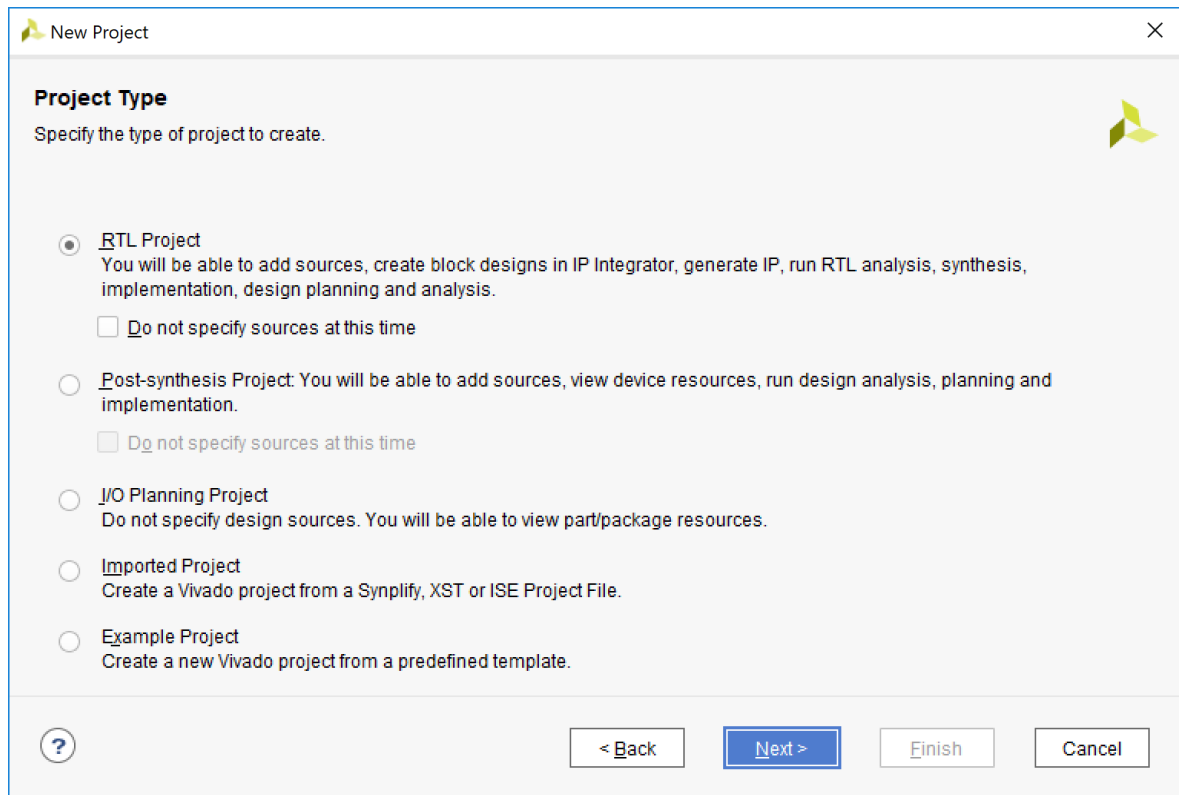 New Project
Project Type
Specify the type of project to create.
RTL Project
You will be able to add sources, create block designs in IP Integrator, generate IP, run RTL analysis, synthesis,
implementation, design planning and analysis.
Do not specify sources at this time
Post-synthesis Project: You will be able to add sources, view device resources, run design analysis, planning and
implementation.
Do not specify sources at this time
I/O Planning Project
Do not specify design sources. You will be able to view part/package resources.
Imported Project
Create a Vivado project from a Synplify, XST or ISE Project File.
Example Project
Create a new Vivado project from a predefined template.
? < Back Next > Finish Cancel